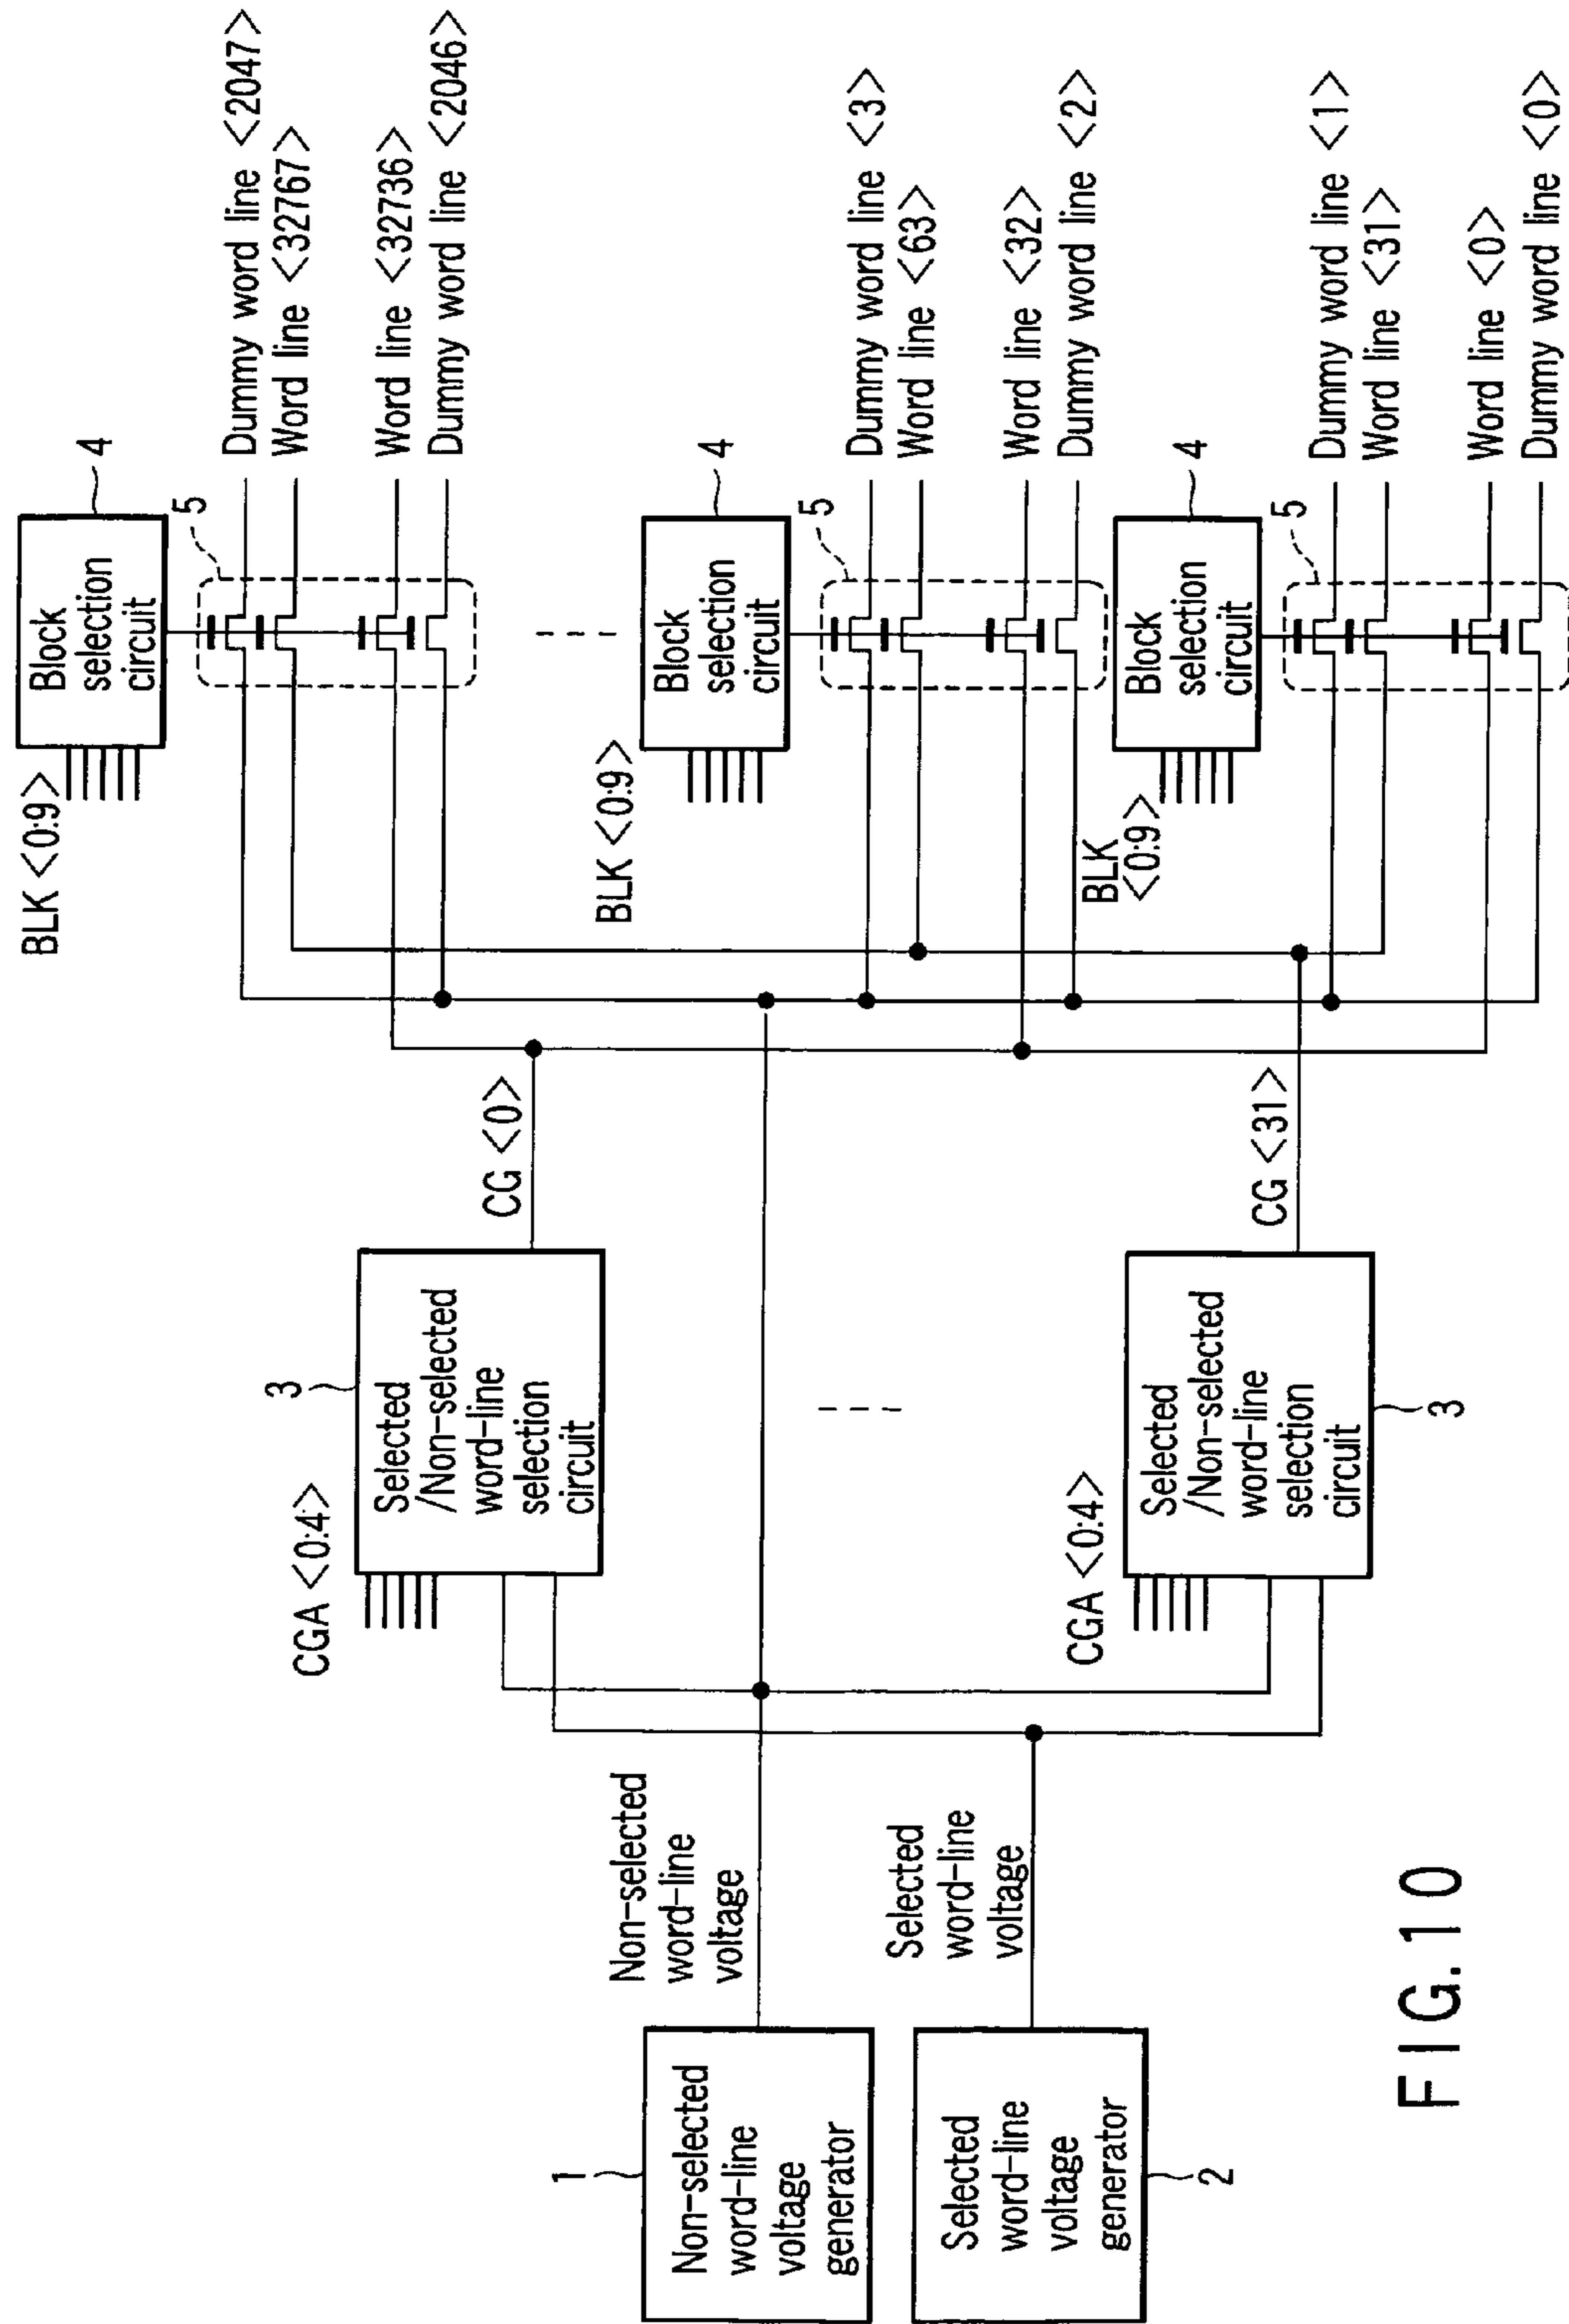 1
Non-selected
word-line
voltage
generator
Selected
word-line
voltage
generator
2
Non-selected
word-line
voltage
Selected
word-line
voltage
CGA <0:4>
3
Selected
/Non-selected
word-line
selection
circuit
CG <0>
CGA <0:4>
Selected
/Non-selected
word-line
selection
circuit
3
CG <31>
BLK <0:9>
Block
selection
circuit
4
5
Dummy word line <2047>
Word line <32767>
Word line <32736>
Dummy word line <2046>
BLK <0:9>
Block
selection
circuit
4
5
Dummy word line <3>
Word line <63>
Word line <32>
Dummy word line <2>
BLK
<0:9>
Block
selection
circuit
4
5
Dummy word line <1>
Word line <31>
Word line <0>
Dummy word line <0>
FIG. 10